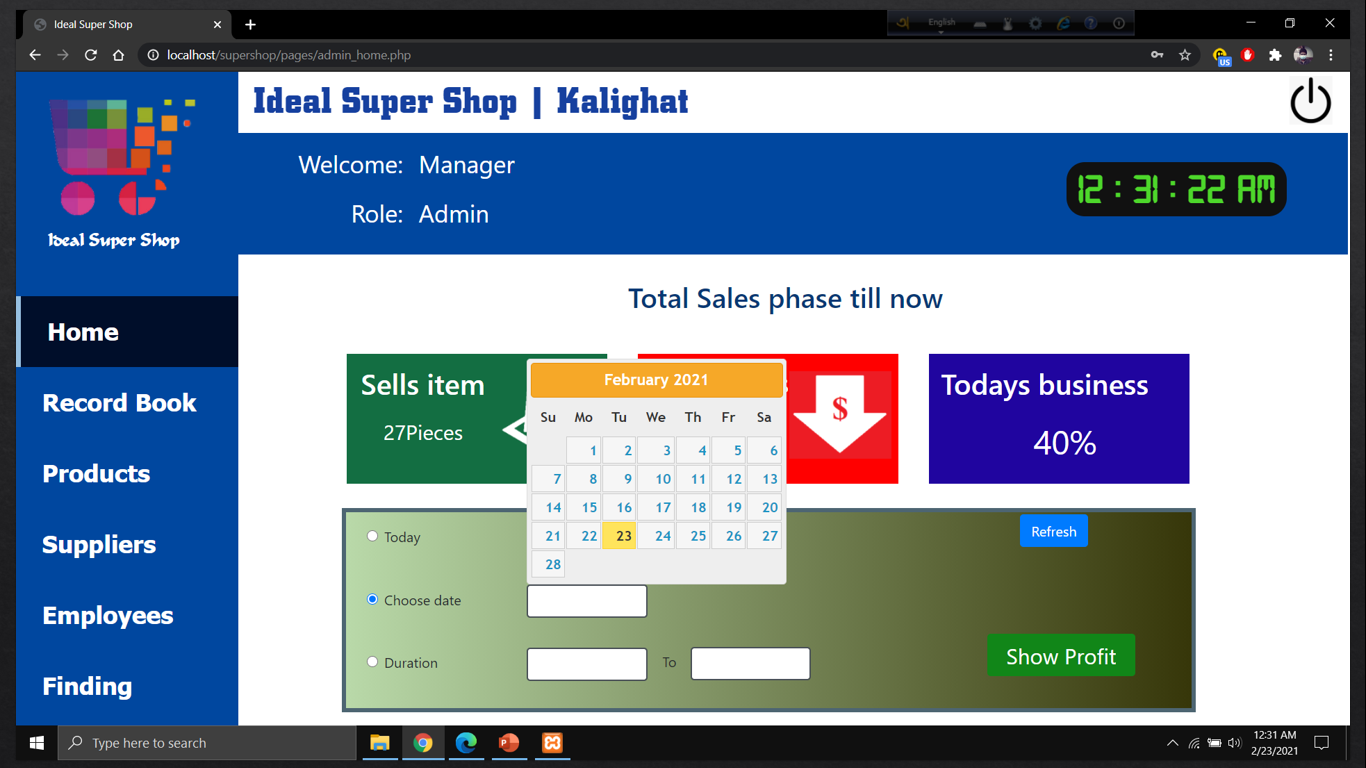 Ideal Super Shop
English
localhost/supershop/pages/admin_home.php
US
Ideal Super Shop
Ideal Super Shop | Kalighat
Welcome: Manager
Role: Admin
12 : 31 : 22 AM
Home
Record Book
Products
Suppliers
Employees
Finding
Total Sales phase till now
Sells item
27Pieces
$
Todays business
40%
February 2021
Su Mo Tu We Th Fr Sa
1 2 3 4 5 6
7 8 9 10 11 12 13
14 15 16 17 18 19 20
21 22 23 24 25 26 27
28
Today
Refresh
Choose date
Duration
To
Show Profit
Type here to search
12:31 AM
2/23/2021